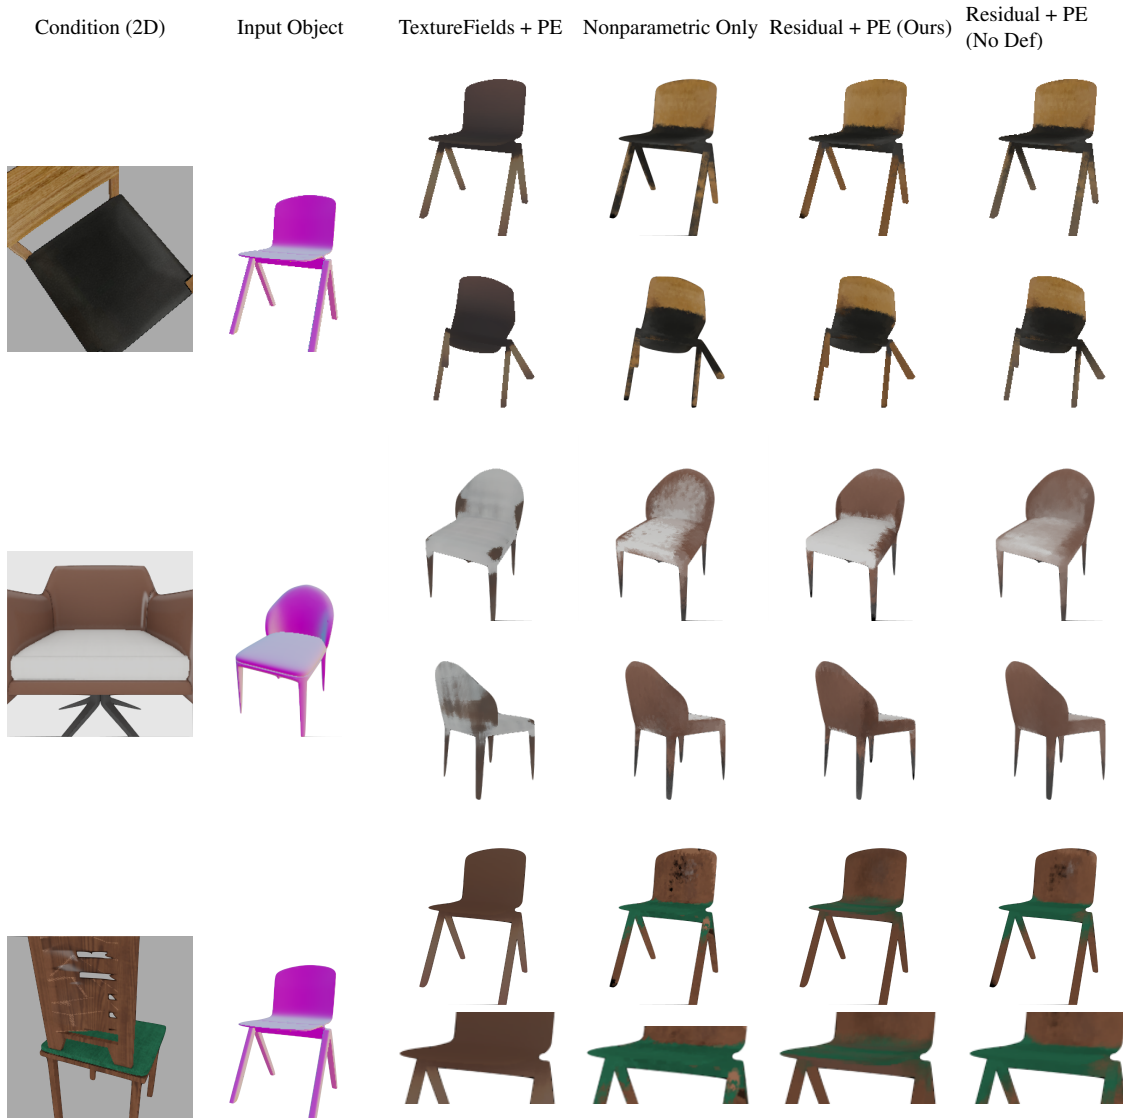 Condition (2D) Input Object TextureFields + PE Nonparametric Only Residual + PE (Ours) Residual + PE
(No Def)